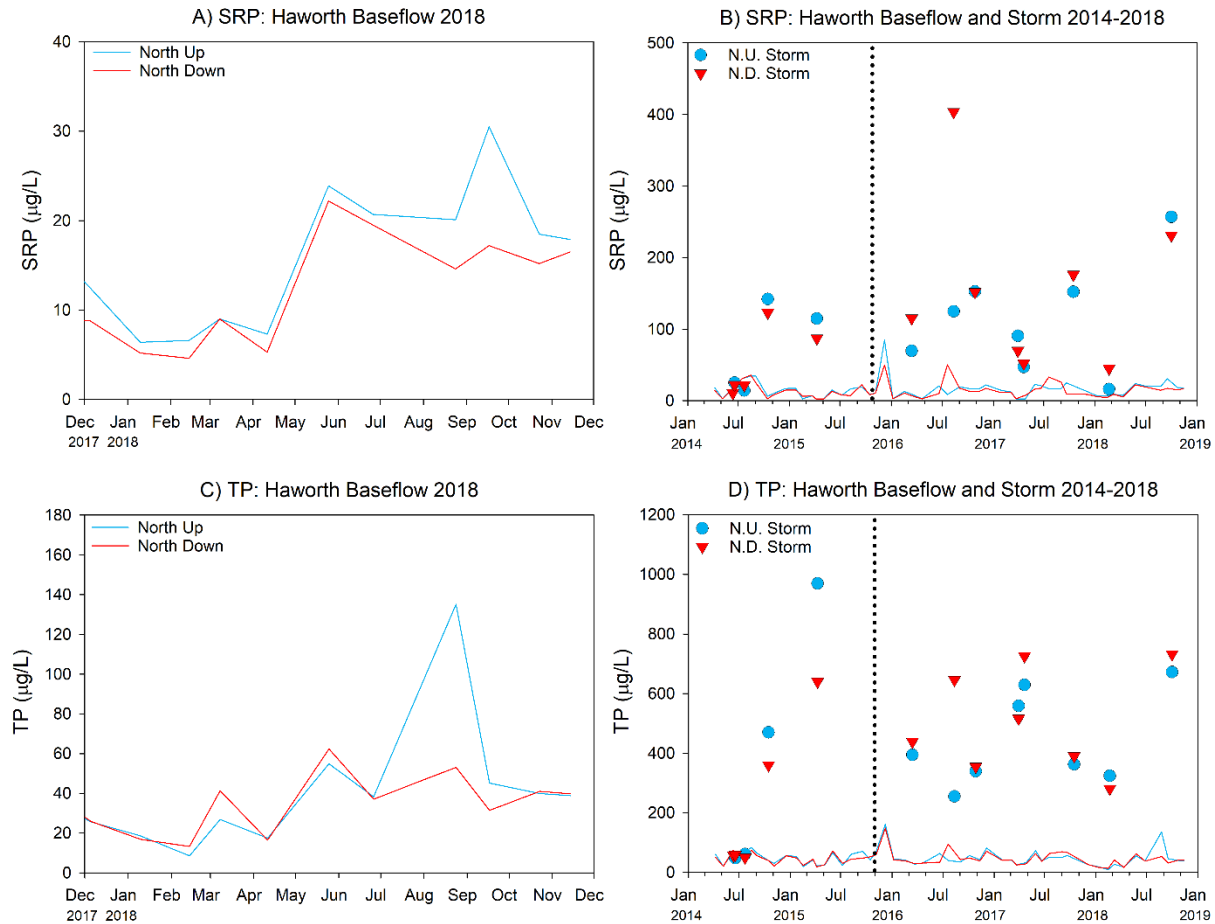 A) SRP: Haworth Baseflow 2018
North Up
North Down
SRP (µg/L)
40
30
20
10
0
Dec Jan Feb Mar Apr May Jun Jul Aug Sep Oct Nov Dec
2017 2018
B) SRP: Haworth Baseflow and Storm 2014-2018
N.U. Storm
N.D. Storm
SRP (µg/L)
500
400
300
200
100
0
Jan Jul Jan Jul Jan Jul Jan Jul Jan Jul Jan
2014 2015 2016 2017 2018 2019
C) TP: Haworth Baseflow 2018
North Up
North Down
TP (µg/L)
180
160
140
120
100
80
60
40
20
0
Dec Jan Feb Mar Apr May Jun Jul Aug Sep Oct Nov Dec
2017 2018
D) TP: Haworth Baseflow and Storm 2014-2018
N.U. Storm
N.D. Storm
TP (µg/L)
1200
1000
800
600
400
200
0
Jan Jul Jan Jul Jan Jul Jan Jul Jan Jul Jan
2014 2015 2016 2017 2018 2019